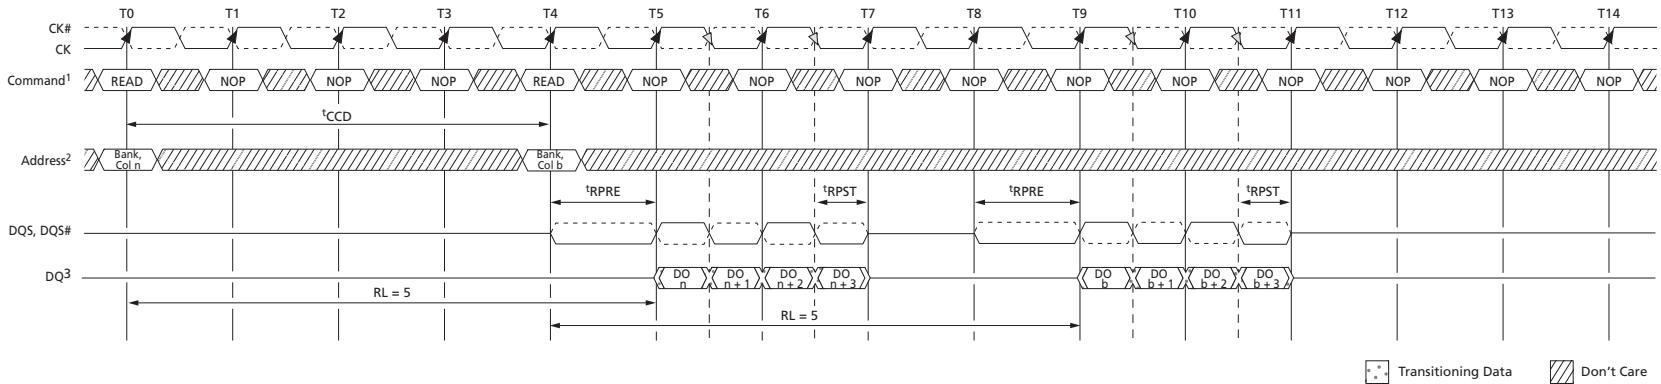 T0 T1 T2 T3 T4 T5 T6 T7 T8 T9 T10 T11 T12 T13 T14
CK#
CK
Command1 READ NOP NOP NOP READ NOP NOP NOP NOP NOP NOP NOP NOP NOP NOP
tCCD
Address2 Bank, Col n Bank, Col b
tRPRE tRPST tRPRE tRPST
DQS, DQS#
DQ3 DO n DO n + 1 DO n + 2 DO n + 3 DO b DO b + 1 DO b + 2 DO b + 3
RL = 5
RL = 5
Transitioning Data Don't Care